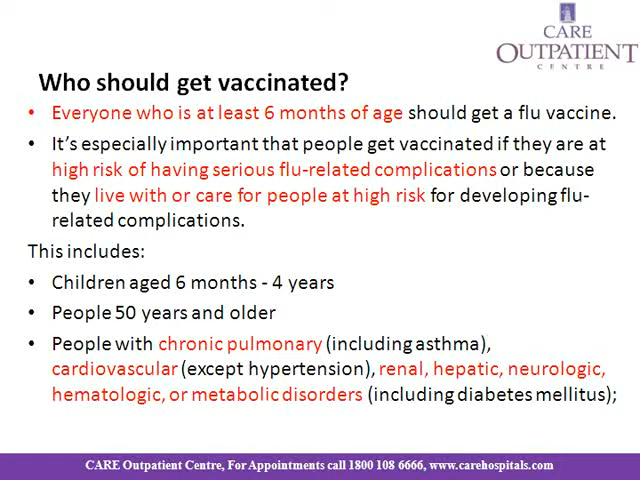 CARE
OUTPATIENT
CENTRE
Who should get vaccinated?
• Everyone who is at least 6 months of age should get a flu vaccine.
• It’s especially important that people get vaccinated if they are at
high risk of having serious flu-related complications or because
they live with or care for people at high risk for developing flu-
related complications.
This includes:
• Children aged 6 months - 4 years
• People 50 years and older
• People with chronic pulmonary (including asthma),
cardiovascular (except hypertension), renal, hepatic, neurologic,
hematologic, or metabolic disorders (including diabetes mellitus);
CARE Outpatient Centre, For Appointments call 1800 108 6666, www.carehospitals.com